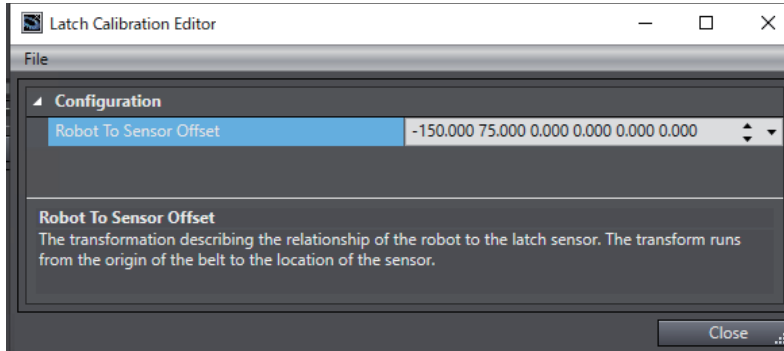 Latch Calibration Editor
File
Configuration
Robot To Sensor Offset -150.000 75.000 0.000 0.000 0.000 0.000
Robot To Sensor Offset
The transformation describing the relationship of the robot to the latch sensor. The transform runs
from the origin of the belt to the location of the sensor.
Close